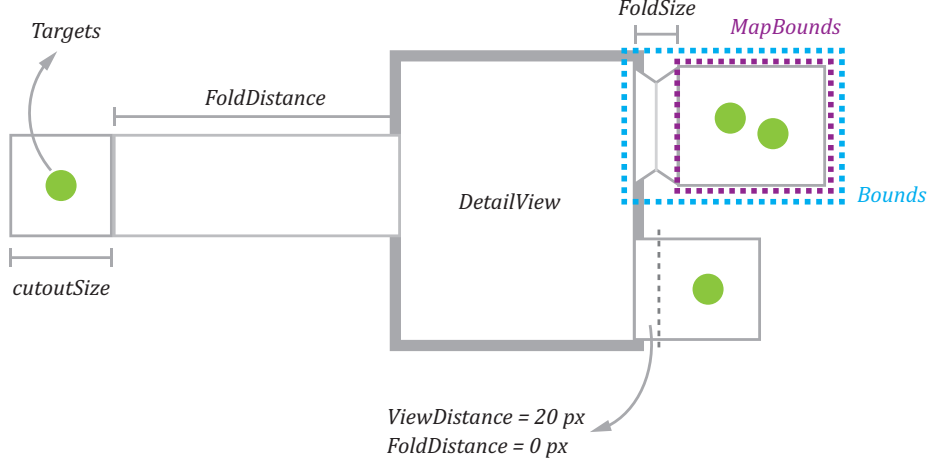 FoldSize
Targets
MapBounds
FoldDistance
DetailView
Bounds
cutoutSize
ViewDistance = 20 px
FoldDistance = 0 px